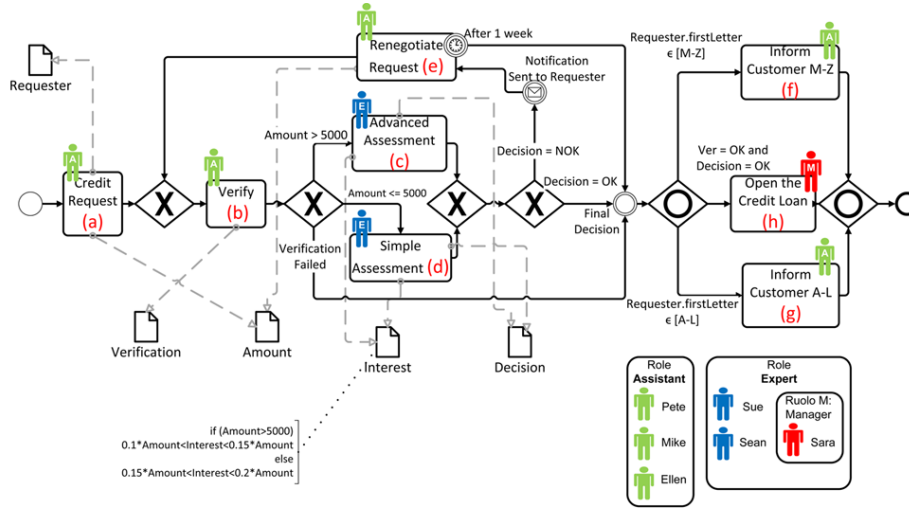 A
Renegotiate
Request (e)
After 1 week
Notification
Sent to Requester
Requester.firstLetter
ϵ [M-Z]
A
Inform
Customer M-Z
(f)
Requester
E
Advanced
Assessment
(c)
Amount > 5000
Decision = NOK
Ver = OK and
Decision = OK
M
Open the
Credit Loan
(h)
A
Credit
Request
(a)
X
A
Verify
(b)
X
Amount <= 5000
X
X
Decision = OK
Final
Decision
E
Simple
Assessment (d)
Verification
Failed
A
Inform
Customer A-L
(g)
Requester.firstLetter
ϵ [A-L]
Verification
Amount
Interest
Decision
if (Amount>5000)
0.1*Amount<Interest<0.15*Amount
else
0.15*Amount<Interest<0.2*Amount
Role
Assistant
Pete
Mike
Ellen
Role
Expert
Sue
Sean
Ruolo M:
Manager
Sara